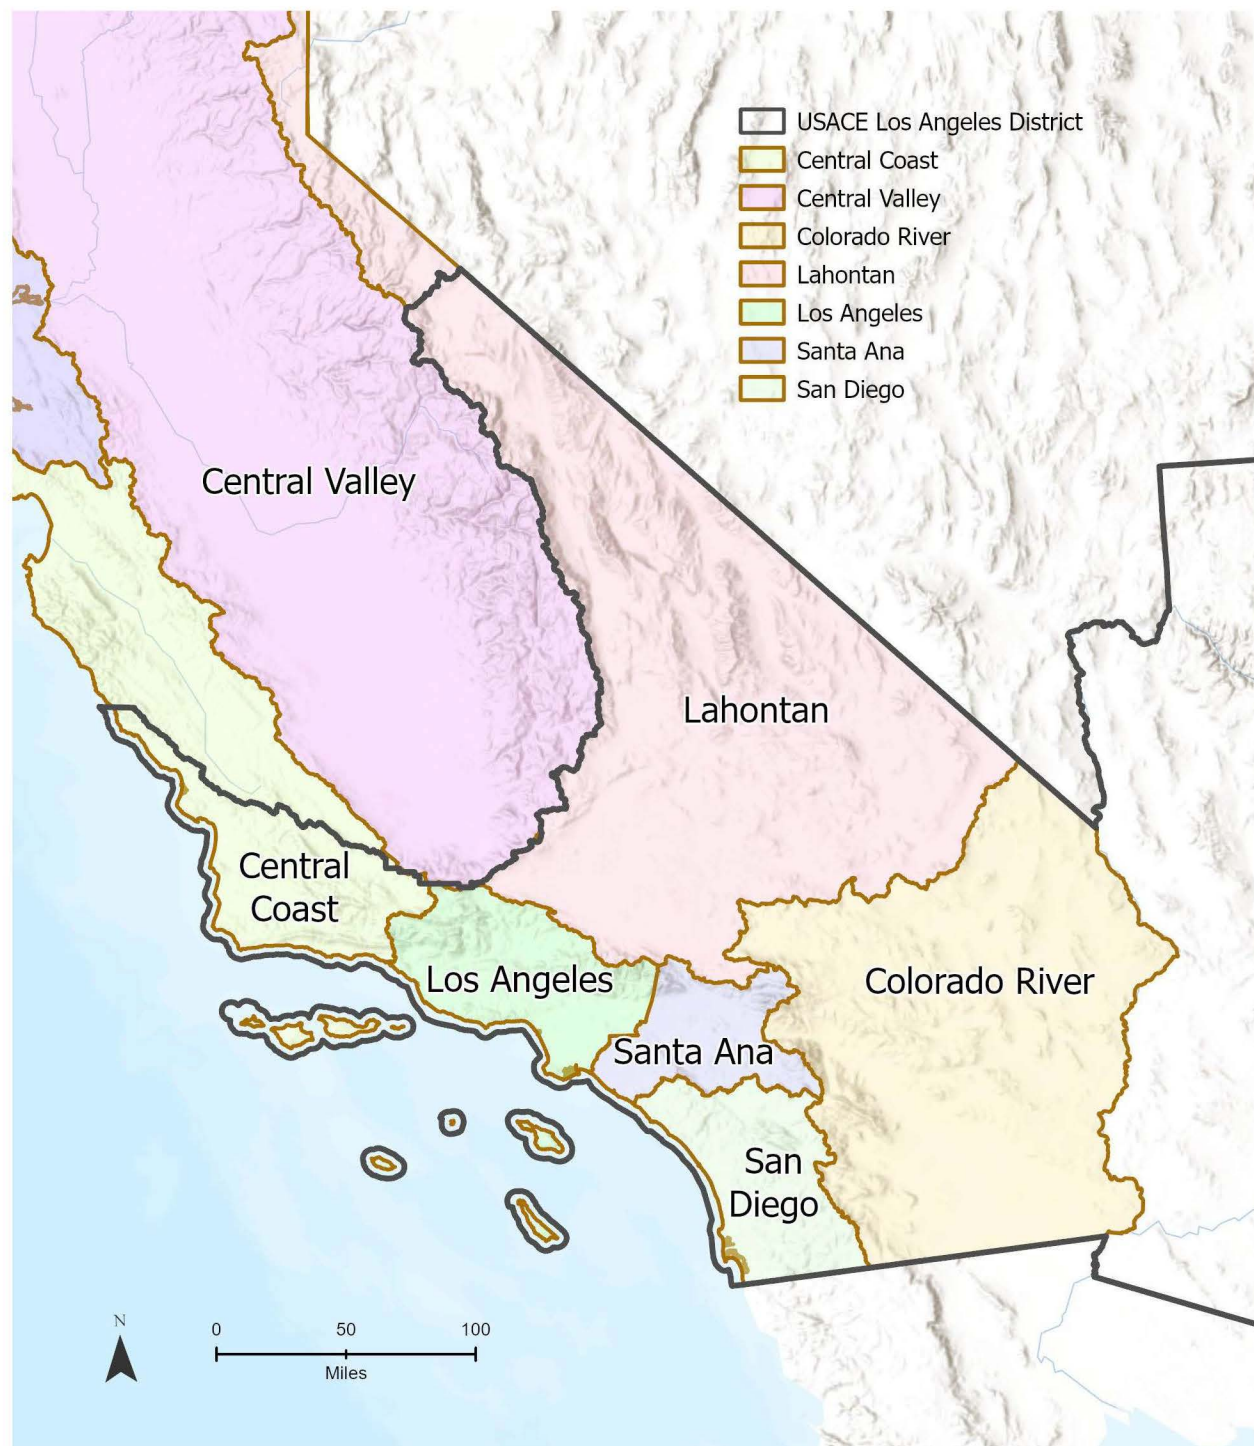 USACE Los Angeles District
Central Coast
Central Valley
Colorado River
Lahontan
Los Angeles
Santa Ana
San Diego
Central Valley
Lahontan
Central
Coast
Los Angeles
Colorado River
Santa Ana
San
Diego
N
0 50 100
Miles